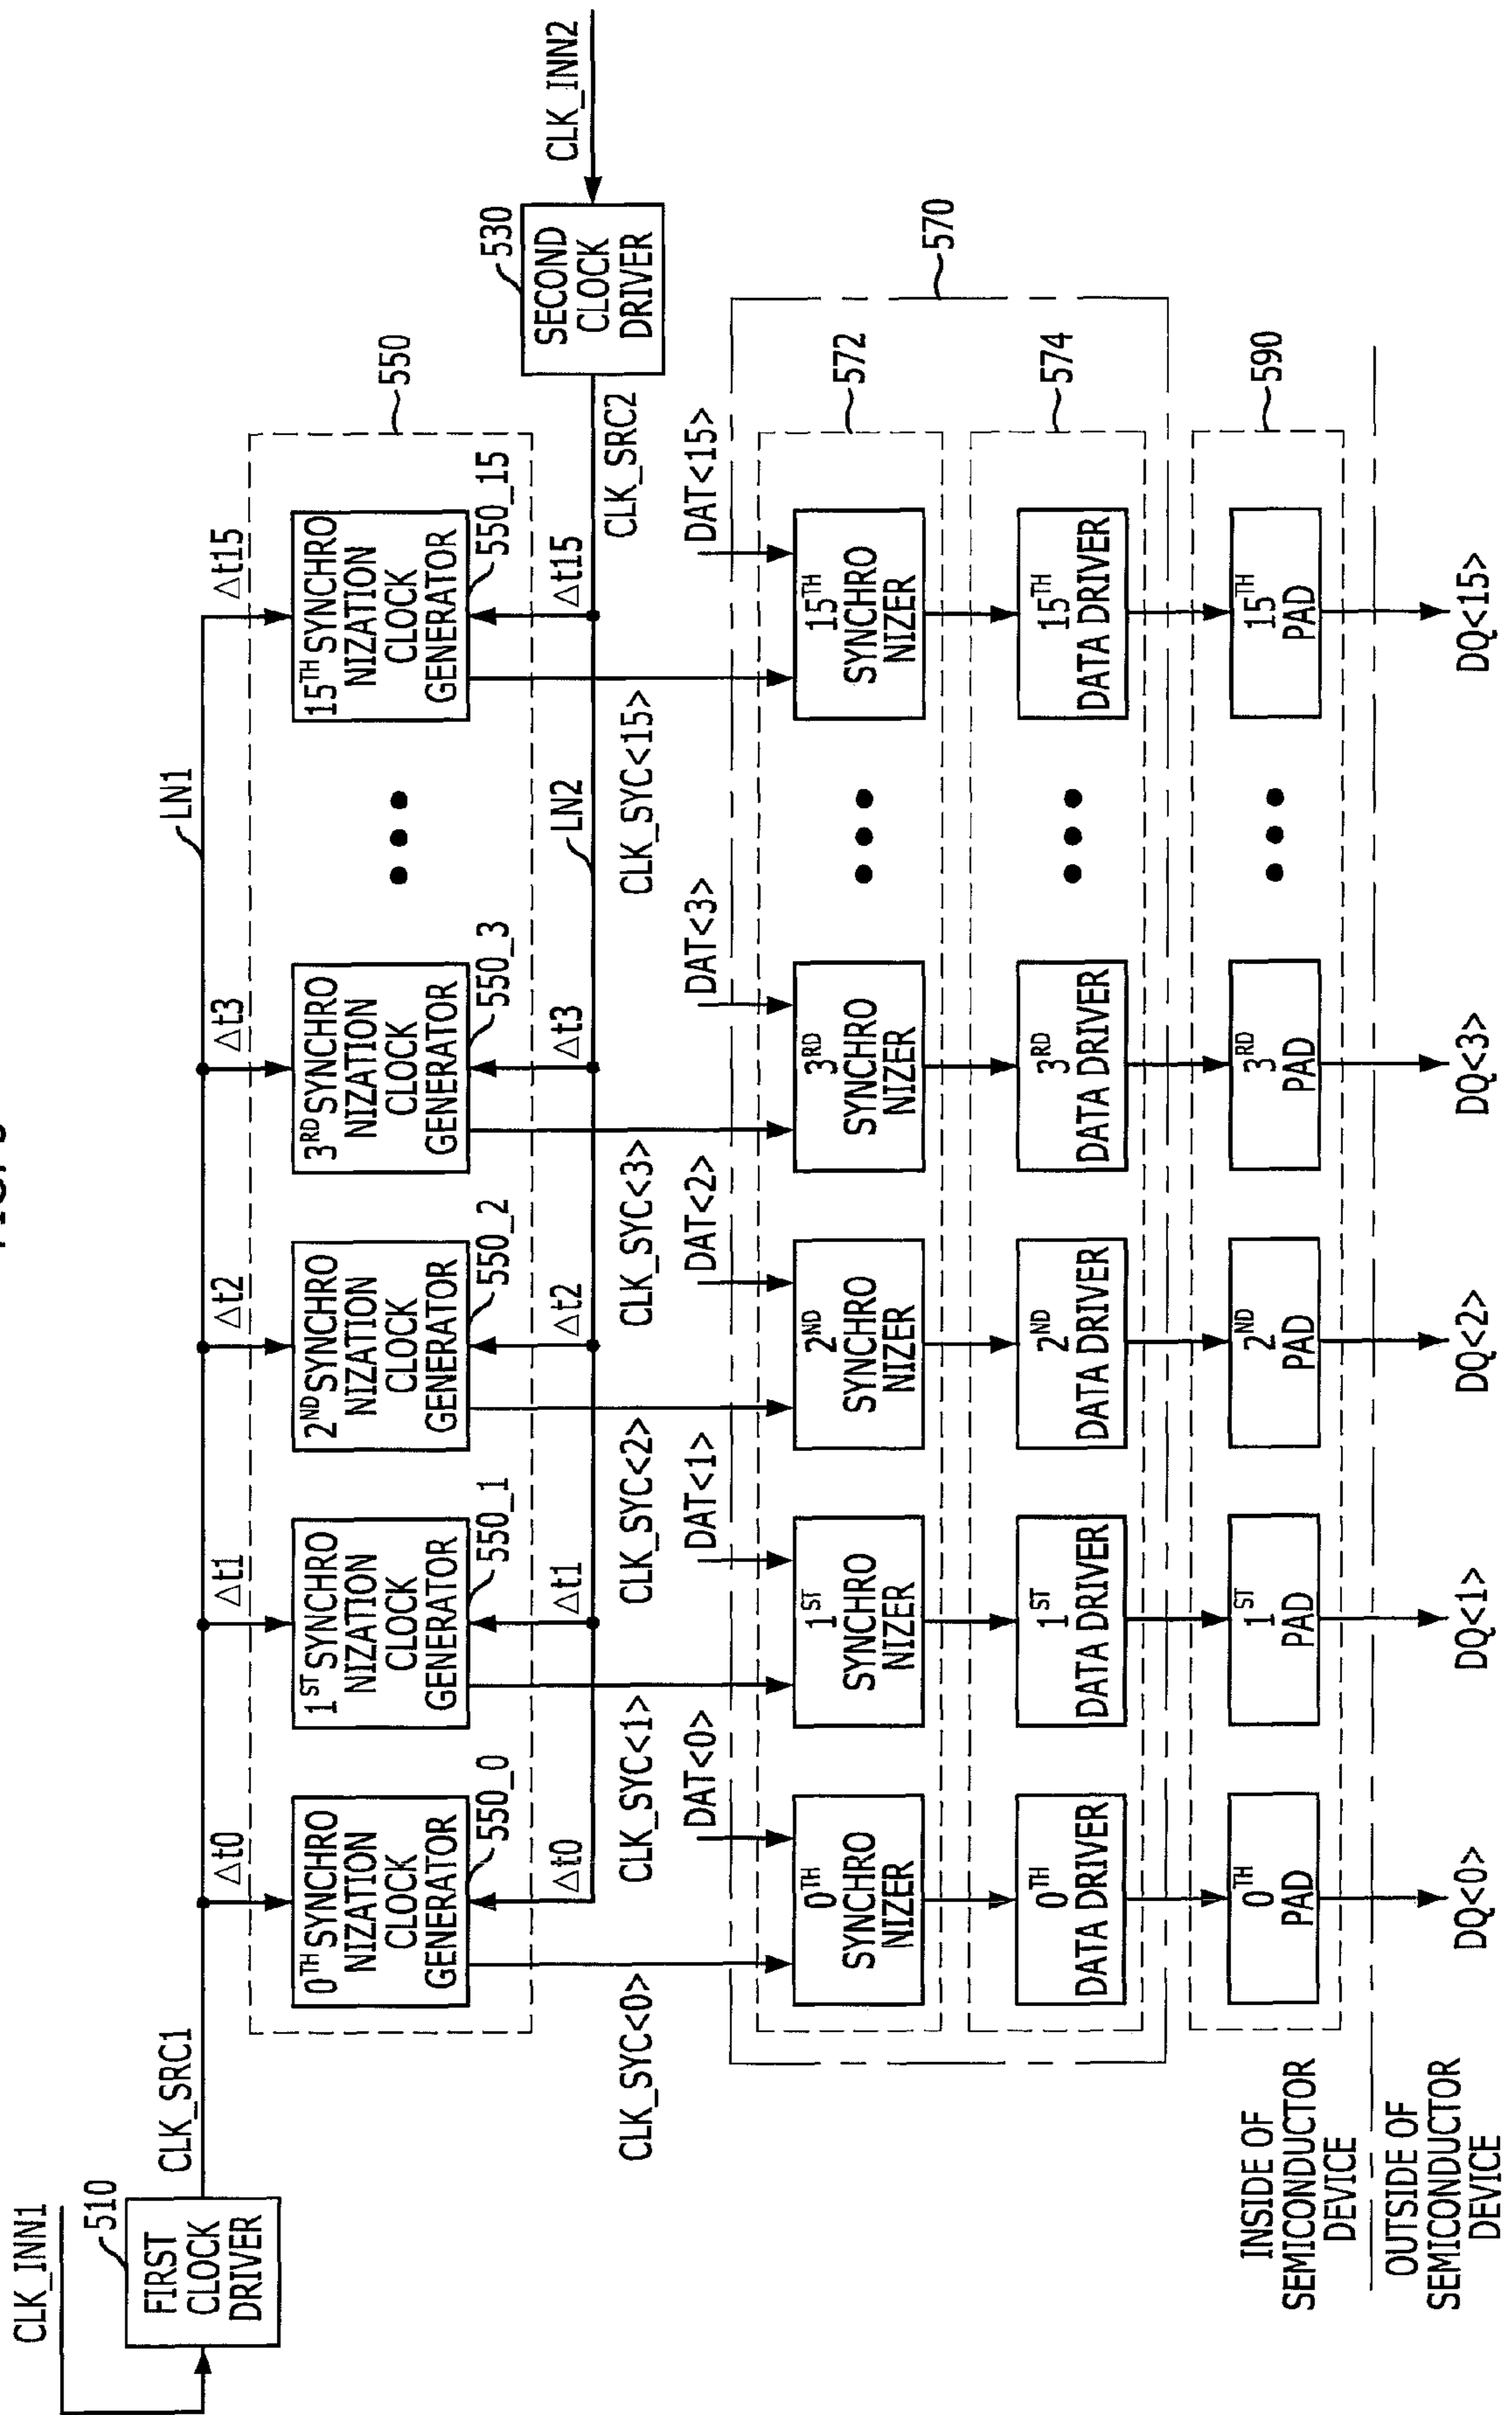 CLK_INN1
510
FIRST
CLOCK
DRIVER
CLK_SRC1
LN1
Δt0
Δt1
Δt2
Δt3
Δt15
550
0TH SYNCHRO
NIZATION
CLOCK
GENERATOR
550_0
1ST SYNCHRO
NIZATION
CLOCK
GENERATOR
550_1
2ND SYNCHRO
NIZATION
CLOCK
GENERATOR
550_2
3RD SYNCHRO
NIZATION
CLOCK
GENERATOR
550_3
15TH SYNCHRO
NIZATION
CLOCK
GENERATOR
550_15
Δt0
Δt1
Δt2
Δt3
Δt15
LN2
CLK_SRC2
530
SECOND
CLOCK
DRIVER
CLK_INN2
CLK_SYC<0>
CLK_SYC<1>
CLK_SYC<2>
CLK_SYC<3>
CLK_SYC<15>
DAT<0>
DAT<1>
DAT<2>
DAT<3>
DAT<15>
570
572
0TH
SYNCHRO
NIZER
1ST
SYNCHRO
NIZER
2ND
SYNCHRO
NIZER
3RD
SYNCHRO
NIZER
15TH
SYNCHRO
NIZER
574
0TH
DATA DRIVER
1ST
DATA DRIVER
2ND
DATA DRIVER
3RD
DATA DRIVER
15TH
DATA DRIVER
590
0TH
PAD
1ST
PAD
2ND
PAD
3RD
PAD
15TH
PAD
INSIDE OF
SEMICONDUCTOR
DEVICE
OUTSIDE OF
SEMICONDUCTOR
DEVICE
DQ<0>
DQ<1>
DQ<2>
DQ<3>
DQ<15>